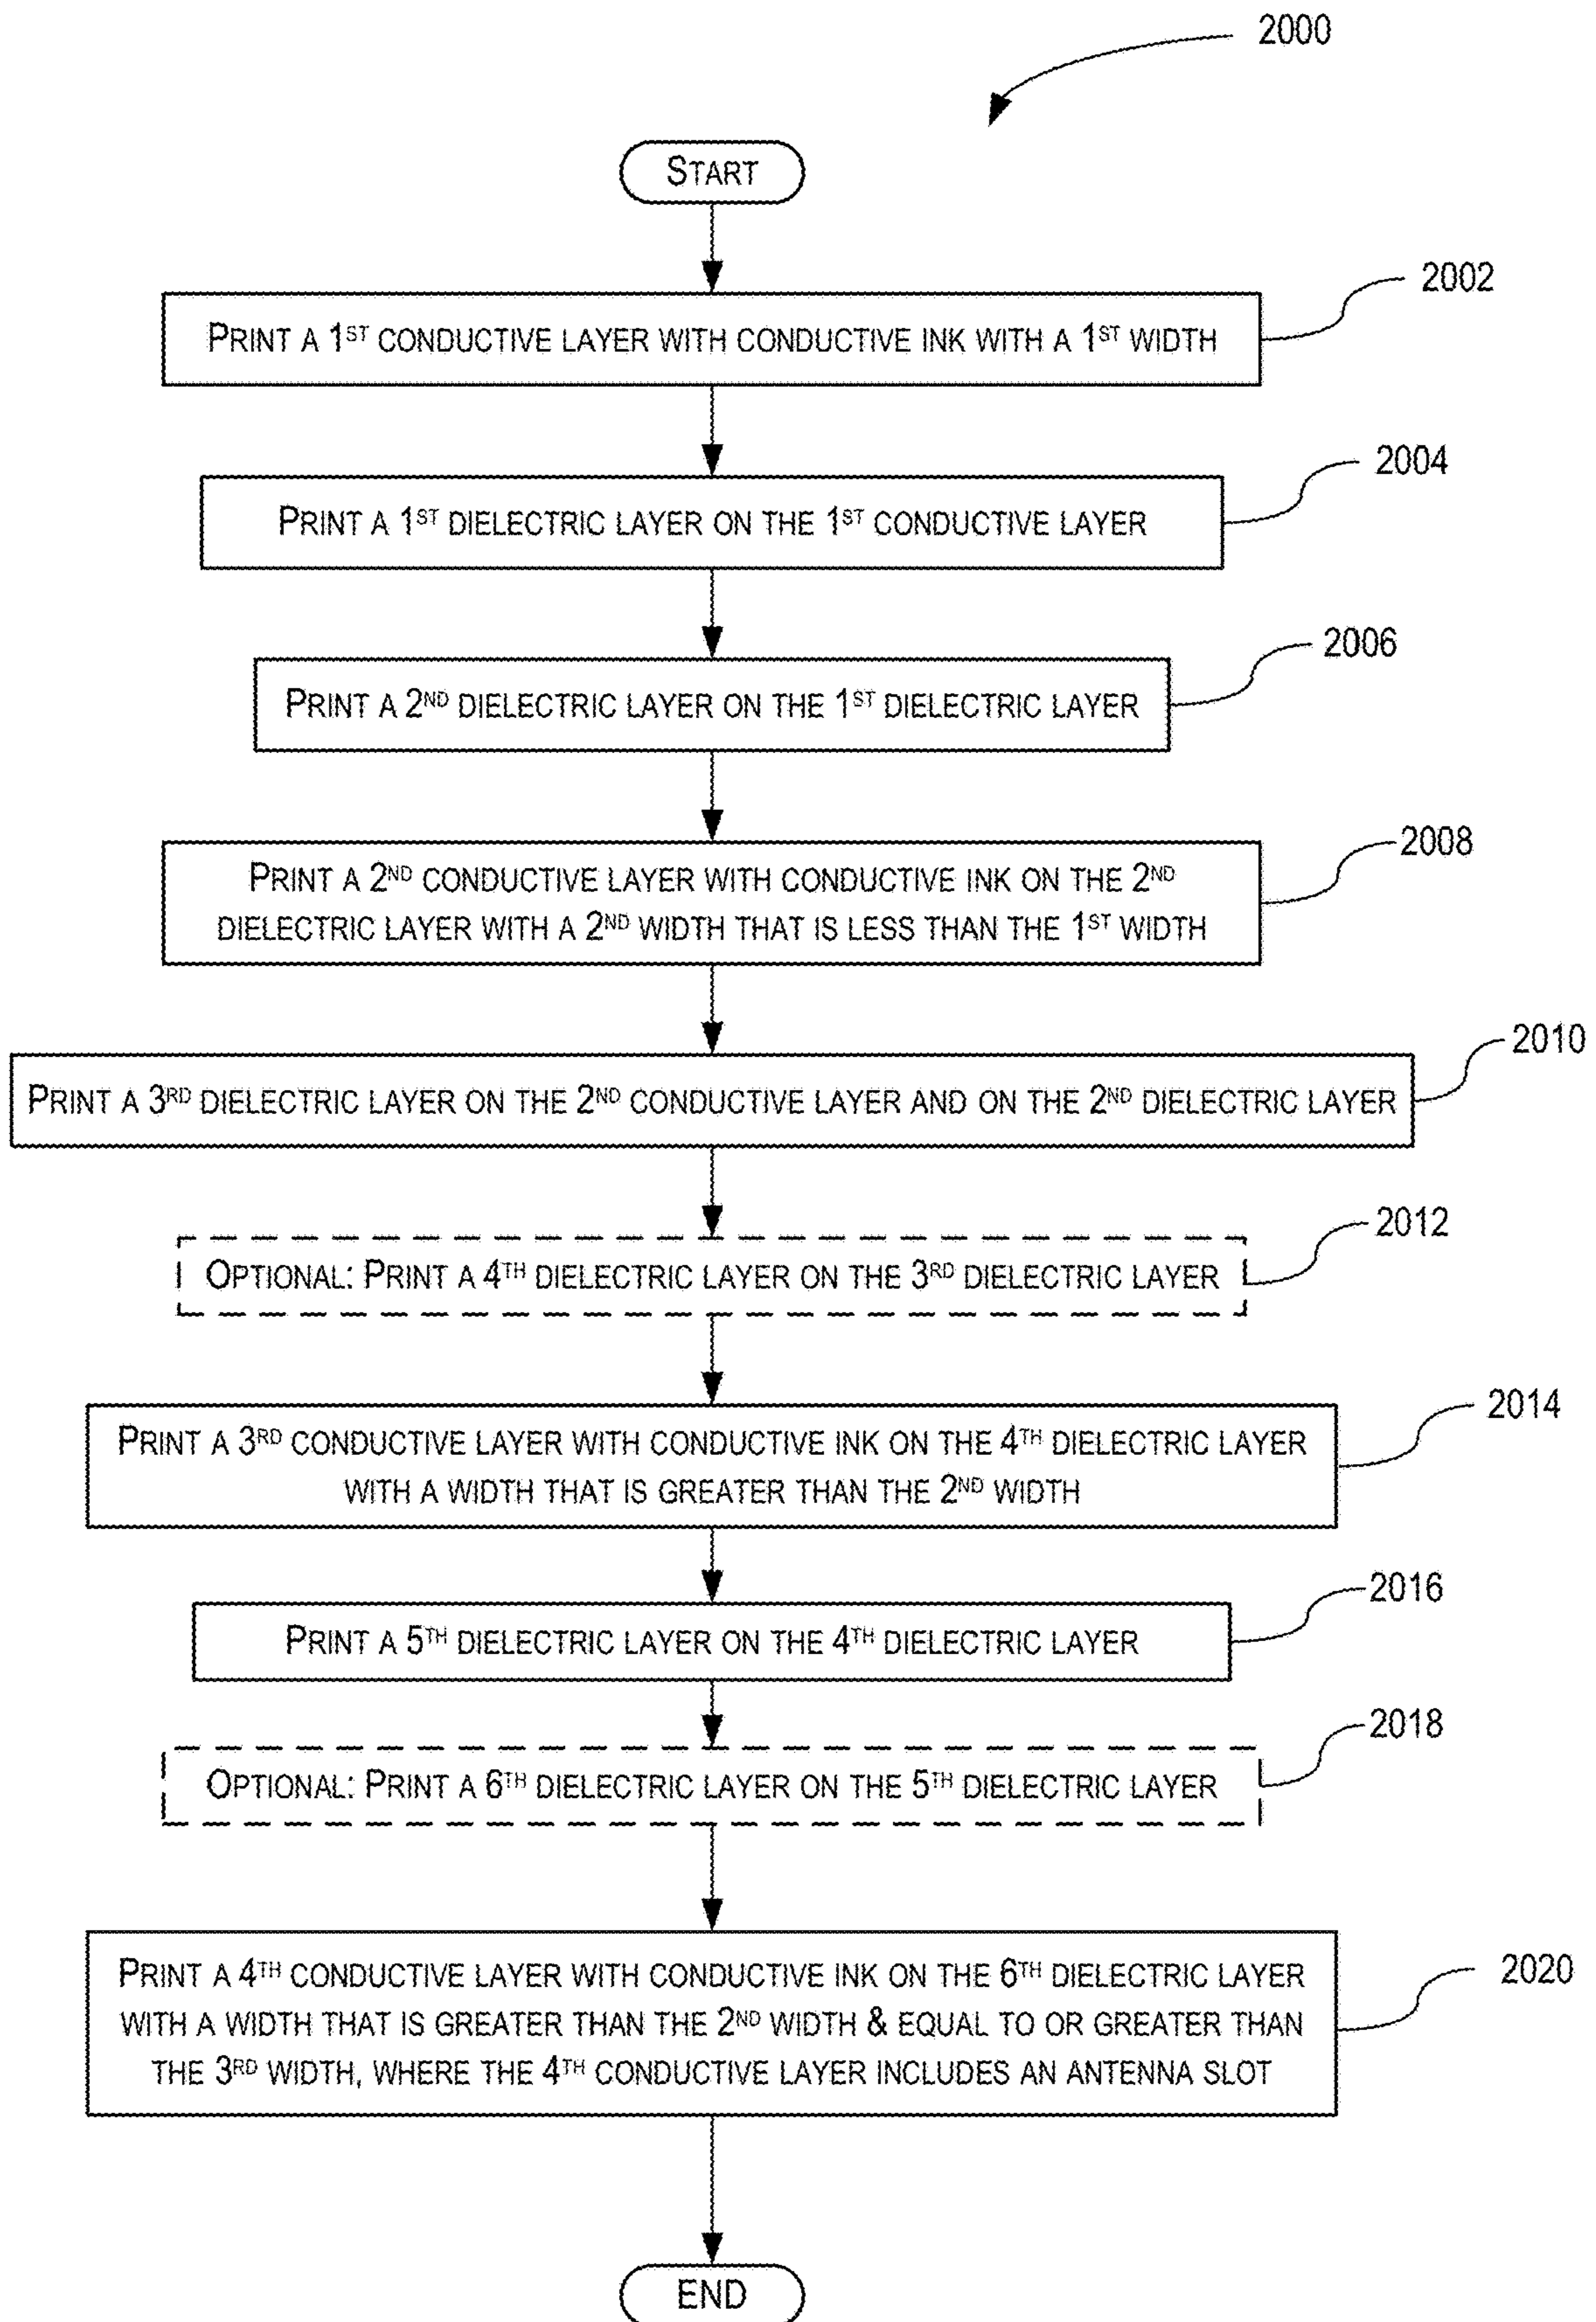 2000
START
2002
PRINT A 1ST CONDUCTIVE LAYER WITH CONDUCTIVE INK WITH A 1ST WIDTH
2004
PRINT A 1ST DIELECTRIC LAYER ON THE 1ST CONDUCTIVE LAYER
2006
PRINT A 2ND DIELECTRIC LAYER ON THE 1ST DIELECTRIC LAYER
2008
PRINT A 2ND CONDUCTIVE LAYER WITH CONDUCTIVE INK ON THE 2ND
DIELECTRIC LAYER WITH A 2ND WIDTH THAT IS LESS THAN THE 1ST WIDTH
2010
PRINT A 3RD DIELECTRIC LAYER ON THE 2ND CONDUCTIVE LAYER AND ON THE 2ND DIELECTRIC LAYER
2012
OPTIONAL: PRINT A 4TH DIELECTRIC LAYER ON THE 3RD DIELECTRIC LAYER
2014
PRINT A 3RD CONDUCTIVE LAYER WITH CONDUCTIVE INK ON THE 4TH DIELECTRIC LAYER
WITH A WIDTH THAT IS GREATER THAN THE 2ND WIDTH
2016
PRINT A 5TH DIELECTRIC LAYER ON THE 4TH DIELECTRIC LAYER
2018
OPTIONAL: PRINT A 6TH DIELECTRIC LAYER ON THE 5TH DIELECTRIC LAYER
2020
PRINT A 4TH CONDUCTIVE LAYER WITH CONDUCTIVE INK ON THE 6TH DIELECTRIC LAYER
WITH A WIDTH THAT IS GREATER THAN THE 2ND WIDTH & EQUAL TO OR GREATER THAN
THE 3RD WIDTH, WHERE THE 4TH CONDUCTIVE LAYER INCLUDES AN ANTENNA SLOT
END